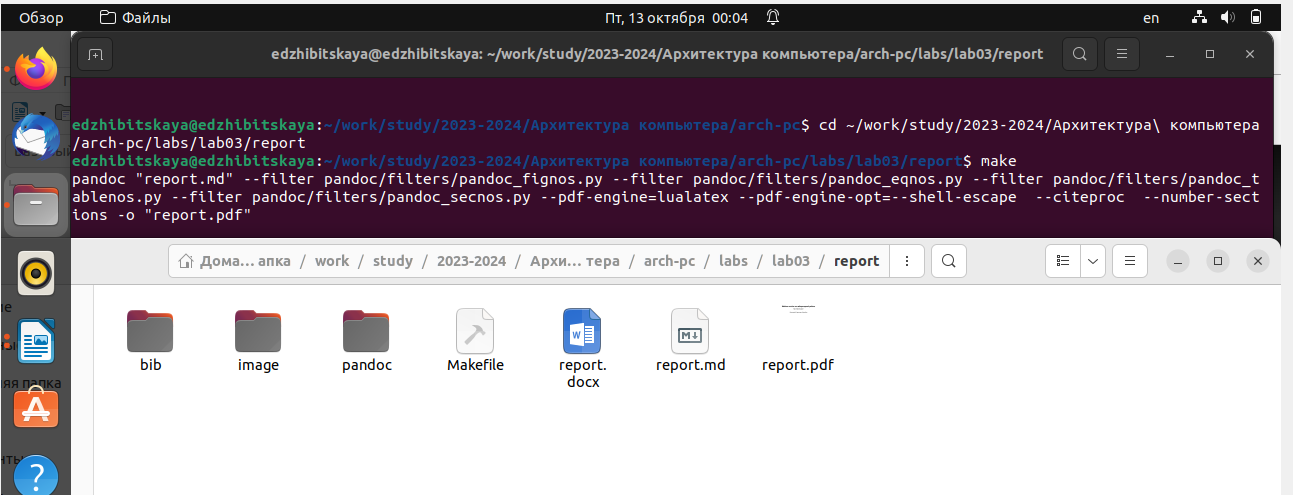 Обзор Файлы Пт, 13 октября 00:04 en
edzhibitskaya@edzhibitskaya: ~/work/study/2023-2024/Архитектура компьютера/arch-pc/labs/lab03/report
edzhibitskaya@edzhibitskaya:~/work/study/2023-2024/Архитектура компьютера/arch-pc$ cd ~/work/study/2023-2024/Архитектура\ компьютера
/arch-pc/labs/lab03/report
edzhibitskaya@edzhibitskaya:~/work/study/2023-2024/Архитектура компьютера/arch-pc/labs/lab03/report$ make
pandoc "report.md" --filter pandoc/filters/pandoc_fignos.py --filter pandoc/filters/pandoc_eqnos.py --filter pandoc/filters/pandoc_t
ablenos.py --filter pandoc/filters/pandoc_secnos.py --pdf-engine=lualatex --pdf-engine-opt=--shell-escape  --citeproc  --number-sect
ions -o "report.pdf"
Дома… апка / work / study / 2023-2024 / Архи… тера / arch-pc / labs / lab03 / report
bib image pandoc Makefile report.docx report.md report.pdf